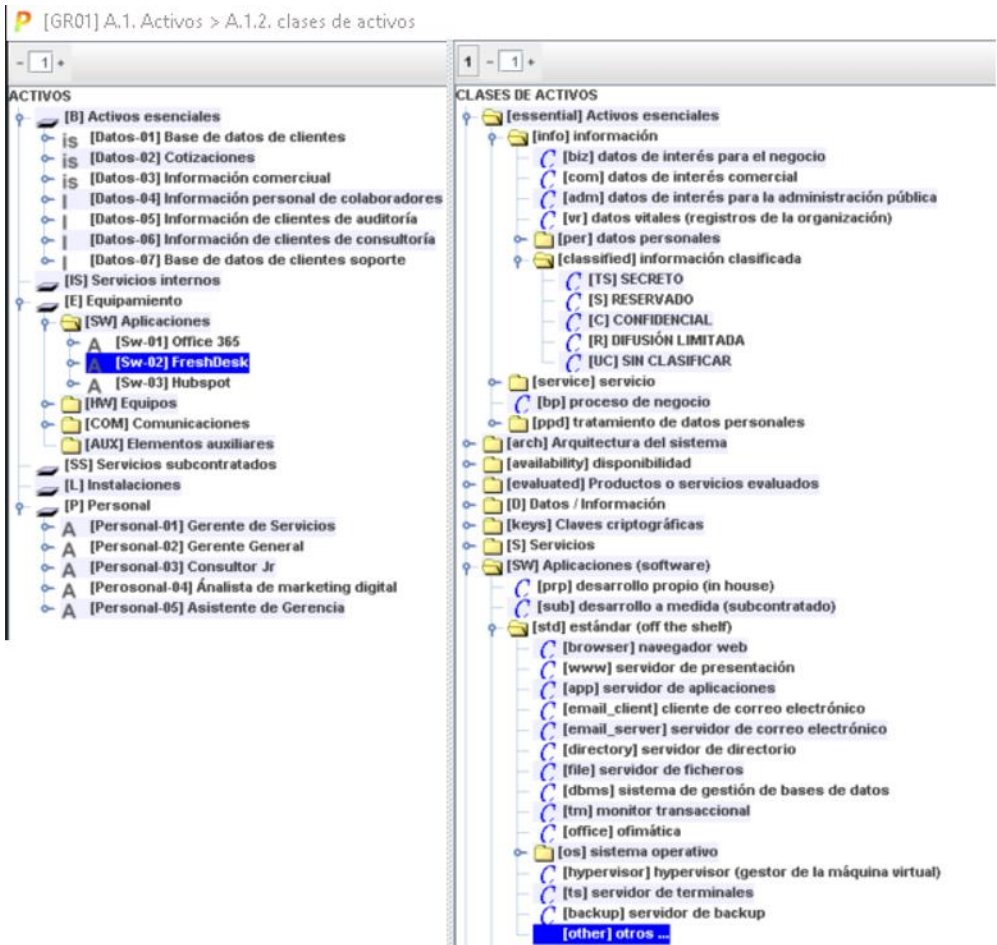 [GR01] A.1. Activos > A.1.2. clases de activos
- 1 +
ACTIVOS
[B] Activos esenciales
is [Datos-01] Base de datos de clientes
is [Datos-02] Cotizaciones
is [Datos-03] Información comerciual
I [Datos-04] Información personal de colaboradores
I [Datos-05] Información de clientes de auditoría
I [Datos-06] Información de clientes de consultoría
I [Datos-07] Base de datos de clientes soporte
[IS] Servicios internos
[E] Equipamiento
[SW] Aplicaciones
A [Sw-01] Office 365
A [Sw-02] FreshDesk
A [Sw-03] Hubspot
[HW] Equipos
[COM] Comunicaciones
[AUX] Elementos auxiliares
[SS] Servicios subcontratados
[L] Instalaciones
[P] Personal
A [Personal-01] Gerente de Servicios
A [Personal-02] Gerente General
A [Personal-03] Consultor Jr
A [Perosonal-04] Ánalista de marketing digital
A [Personal-05] Asistente de Gerencia
1 - 1 +
CLASES DE ACTIVOS
[essential] Activos esenciales
[info] información
C [biz] datos de interés para el negocio
C [com] datos de interés comercial
C [adm] datos de interés para la administración pública
C [vr] datos vitales (registros de la organización)
[per] datos personales
[classified] información clasificada
C [TS] SECRETO
C [S] RESERVADO
C [C] CONFIDENCIAL
C [R] DIFUSIÓN LIMITADA
C [UC] SIN CLASIFICAR
[service] servicio
C [bp] proceso de negocio
[ppd] tratamiento de datos personales
[arch] Arquitectura del sistema
[availability] disponibilidad
[evaluated] Productos o servicios evaluados
[D] Datos / Información
[keys] Claves criptográficas
[S] Servicios
[SW] Aplicaciones (software)
C [prp] desarrollo propio (in house)
C [sub] desarrollo a medida (subcontratado)
[std] estándar (off the shelf)
C [browser] navegador web
C [www] servidor de presentación
C [app] servidor de aplicaciones
C [email_client] cliente de correo electrónico
C [email_server] servidor de correo electrónico
C [directory] servidor de directorio
C [file] servidor de ficheros
C [dbms] sistema de gestión de bases de datos
C [tm] monitor transaccional
C [office] ofimática
[os] sistema operativo
C [hypervisor] hypervisor (gestor de la máquina virtual)
C [ts] servidor de terminales
C [backup] servidor de backup
[other] otros ...